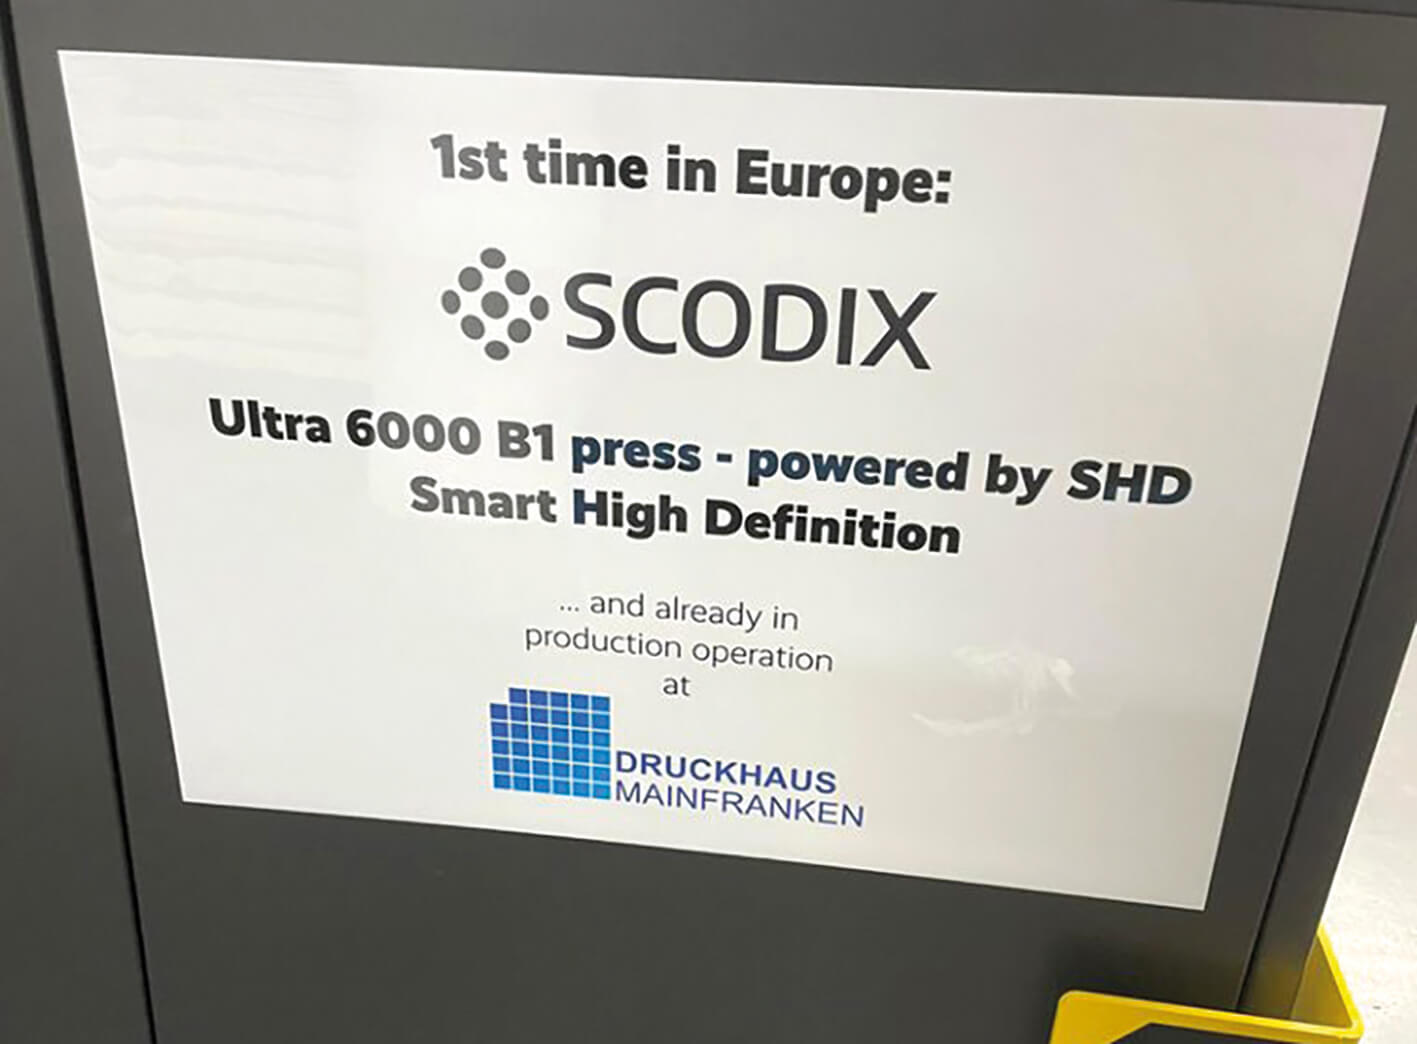 1st time in Europe:
SCODIX
Ultra 6000 B1 press - powered by SHD
Smart High Definition
... and already in
production operation
at
DRUCKHAUS
MAINFRANKEN